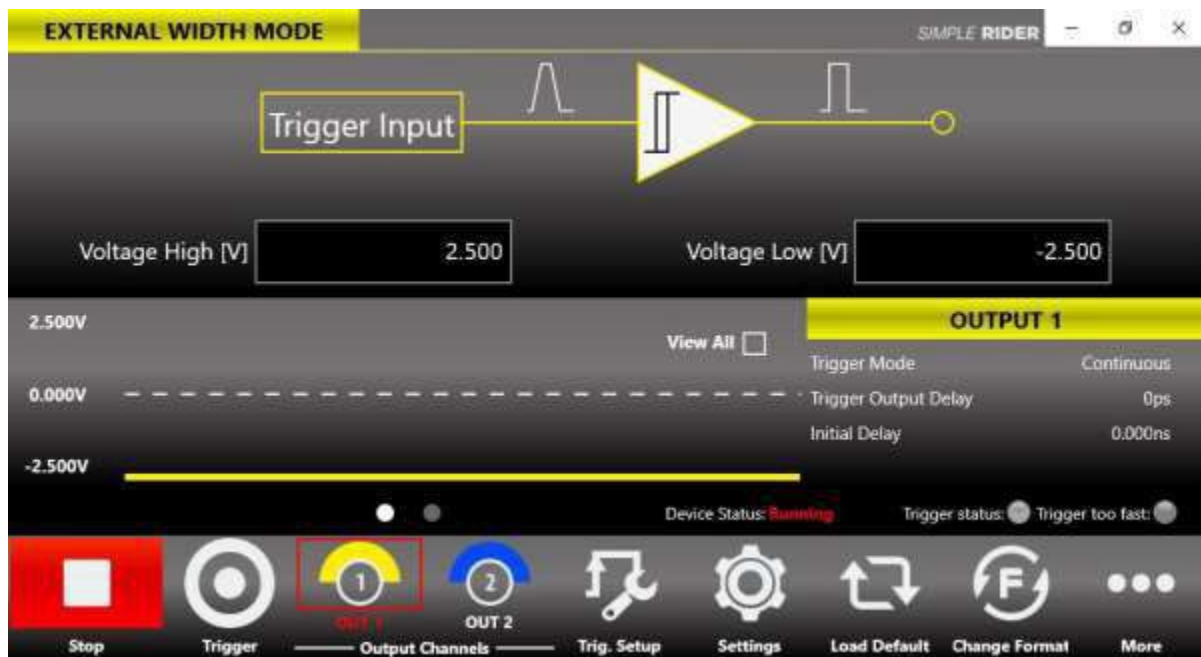 EXTERNAL WIDTH MODE
SIMPLE RIDER
Trigger Input
Voltage High [V] 2.500 Voltage Low [V] -2.500
2.500V
View All
0.000V
-2.500V
OUTPUT 1
Trigger Mode Continuous
Trigger Output Delay 0ps
Initial Delay 0.000ns
Device Status: Running Trigger status: Trigger too fast:
1 2 F
OUT 1 OUT 2
Stop Trigger Output Channels Trig. Setup Settings Load Default Change Format More